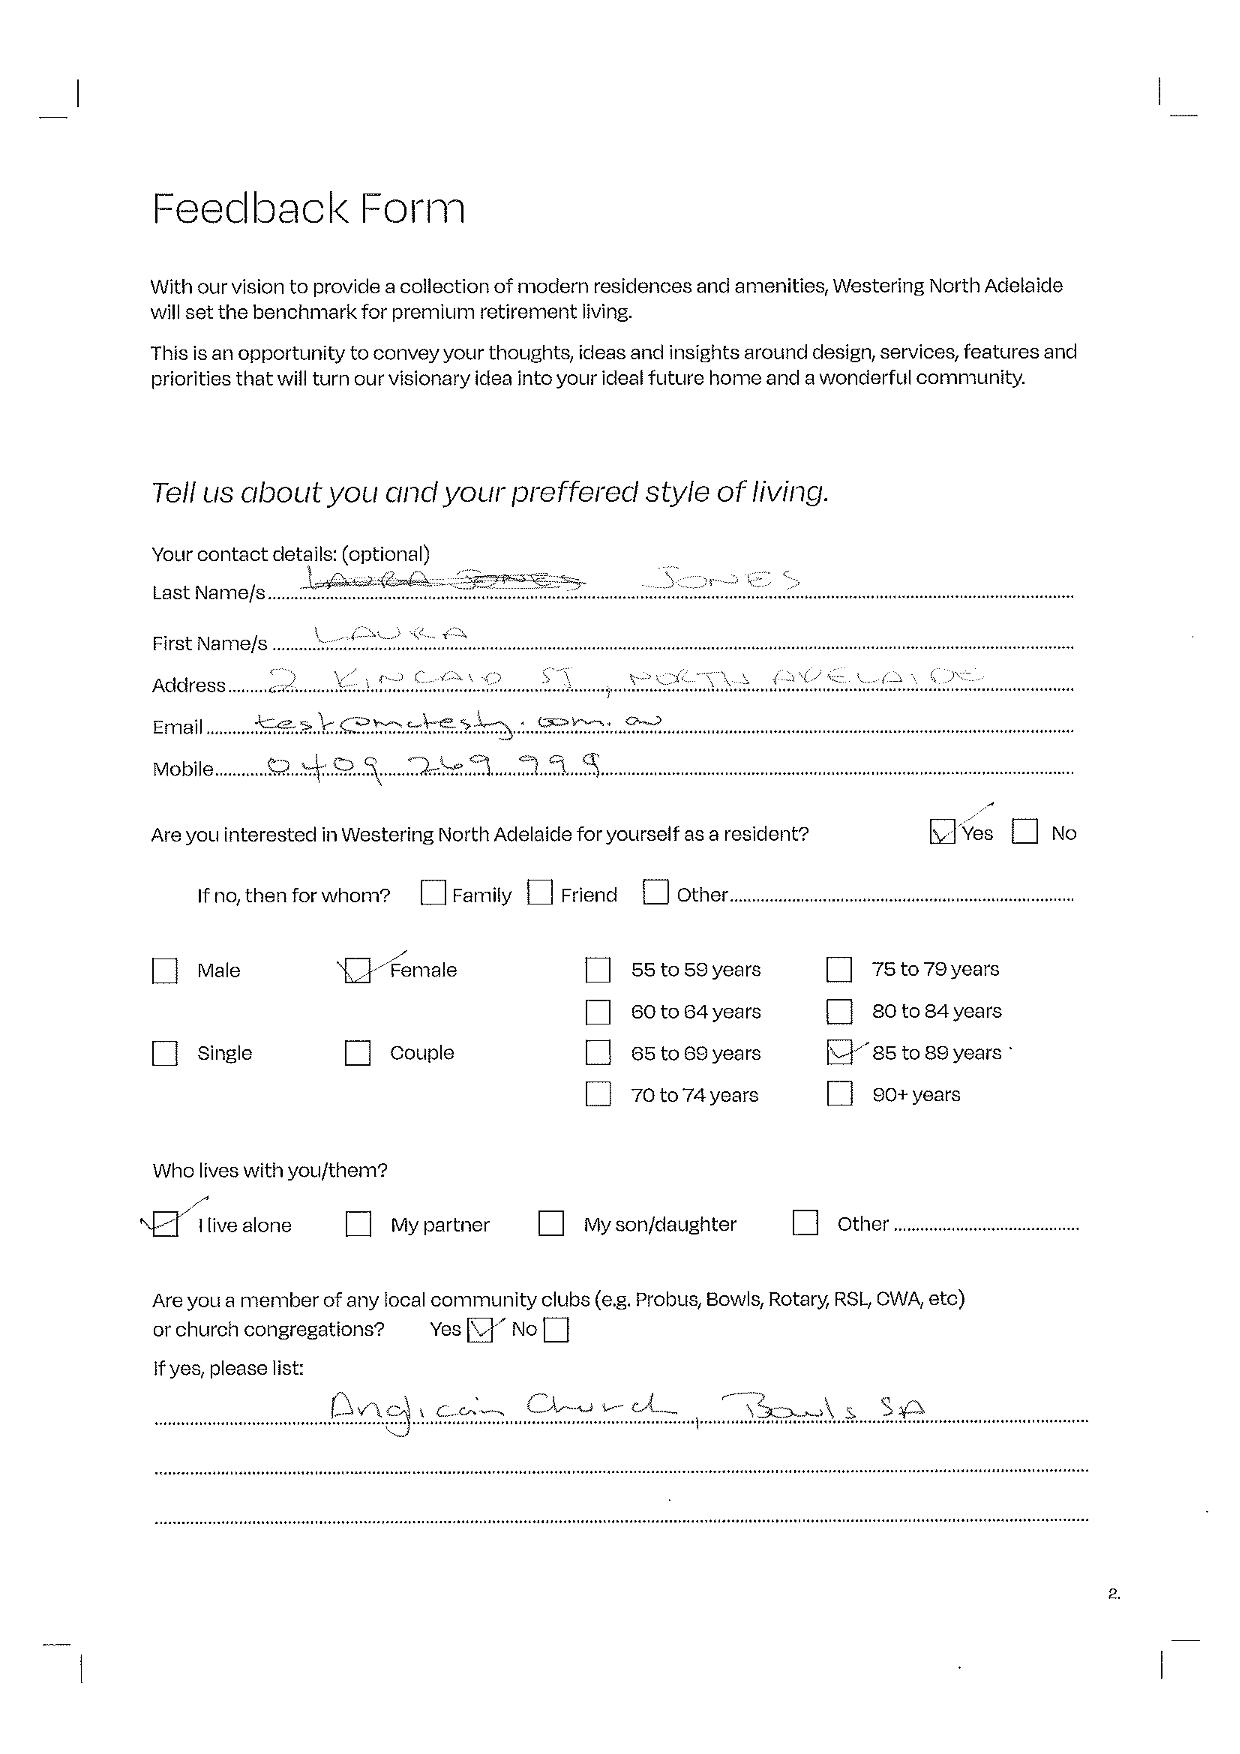 Feedback Form
With our vision to provide a collection of modern residences and amenities, Westering North Adelaide
will set the benchmark for premium retirement living.
This is an opportunity to convey your thoughts, ideas and insights around design, services, features and
priorities that will turn our visionary idea into your ideal future home and a wonderful community.
Tell us about you and your preffered style of living.
Your contact details: (optional)
Last Name/s LAURA JONES JONES
First Name/s LAURA
Address 2 KINCAID ST, NORTH ADELAIDE
Email
Mobile 0409 269 999
Are you interested in Westering North Adelaide for yourself as a resident? Yes No
If no, then for whom? Family Friend Other
Male Female 55 to 59 years 75 to 79 years
60 to 64 years 80 to 84 years
Single Couple 65 to 69 years 85 to 89 years
70 to 74 years 90+ years
Who lives with you/them?
I live alone My partner My son/daughter Other
Are you a member of any local community clubs (e.g. Probus, Bowls, Rotary, RSL, CWA, etc)
or church congregations? Yes No
If yes, please list:
Anglican Church, Bowls SA
2.